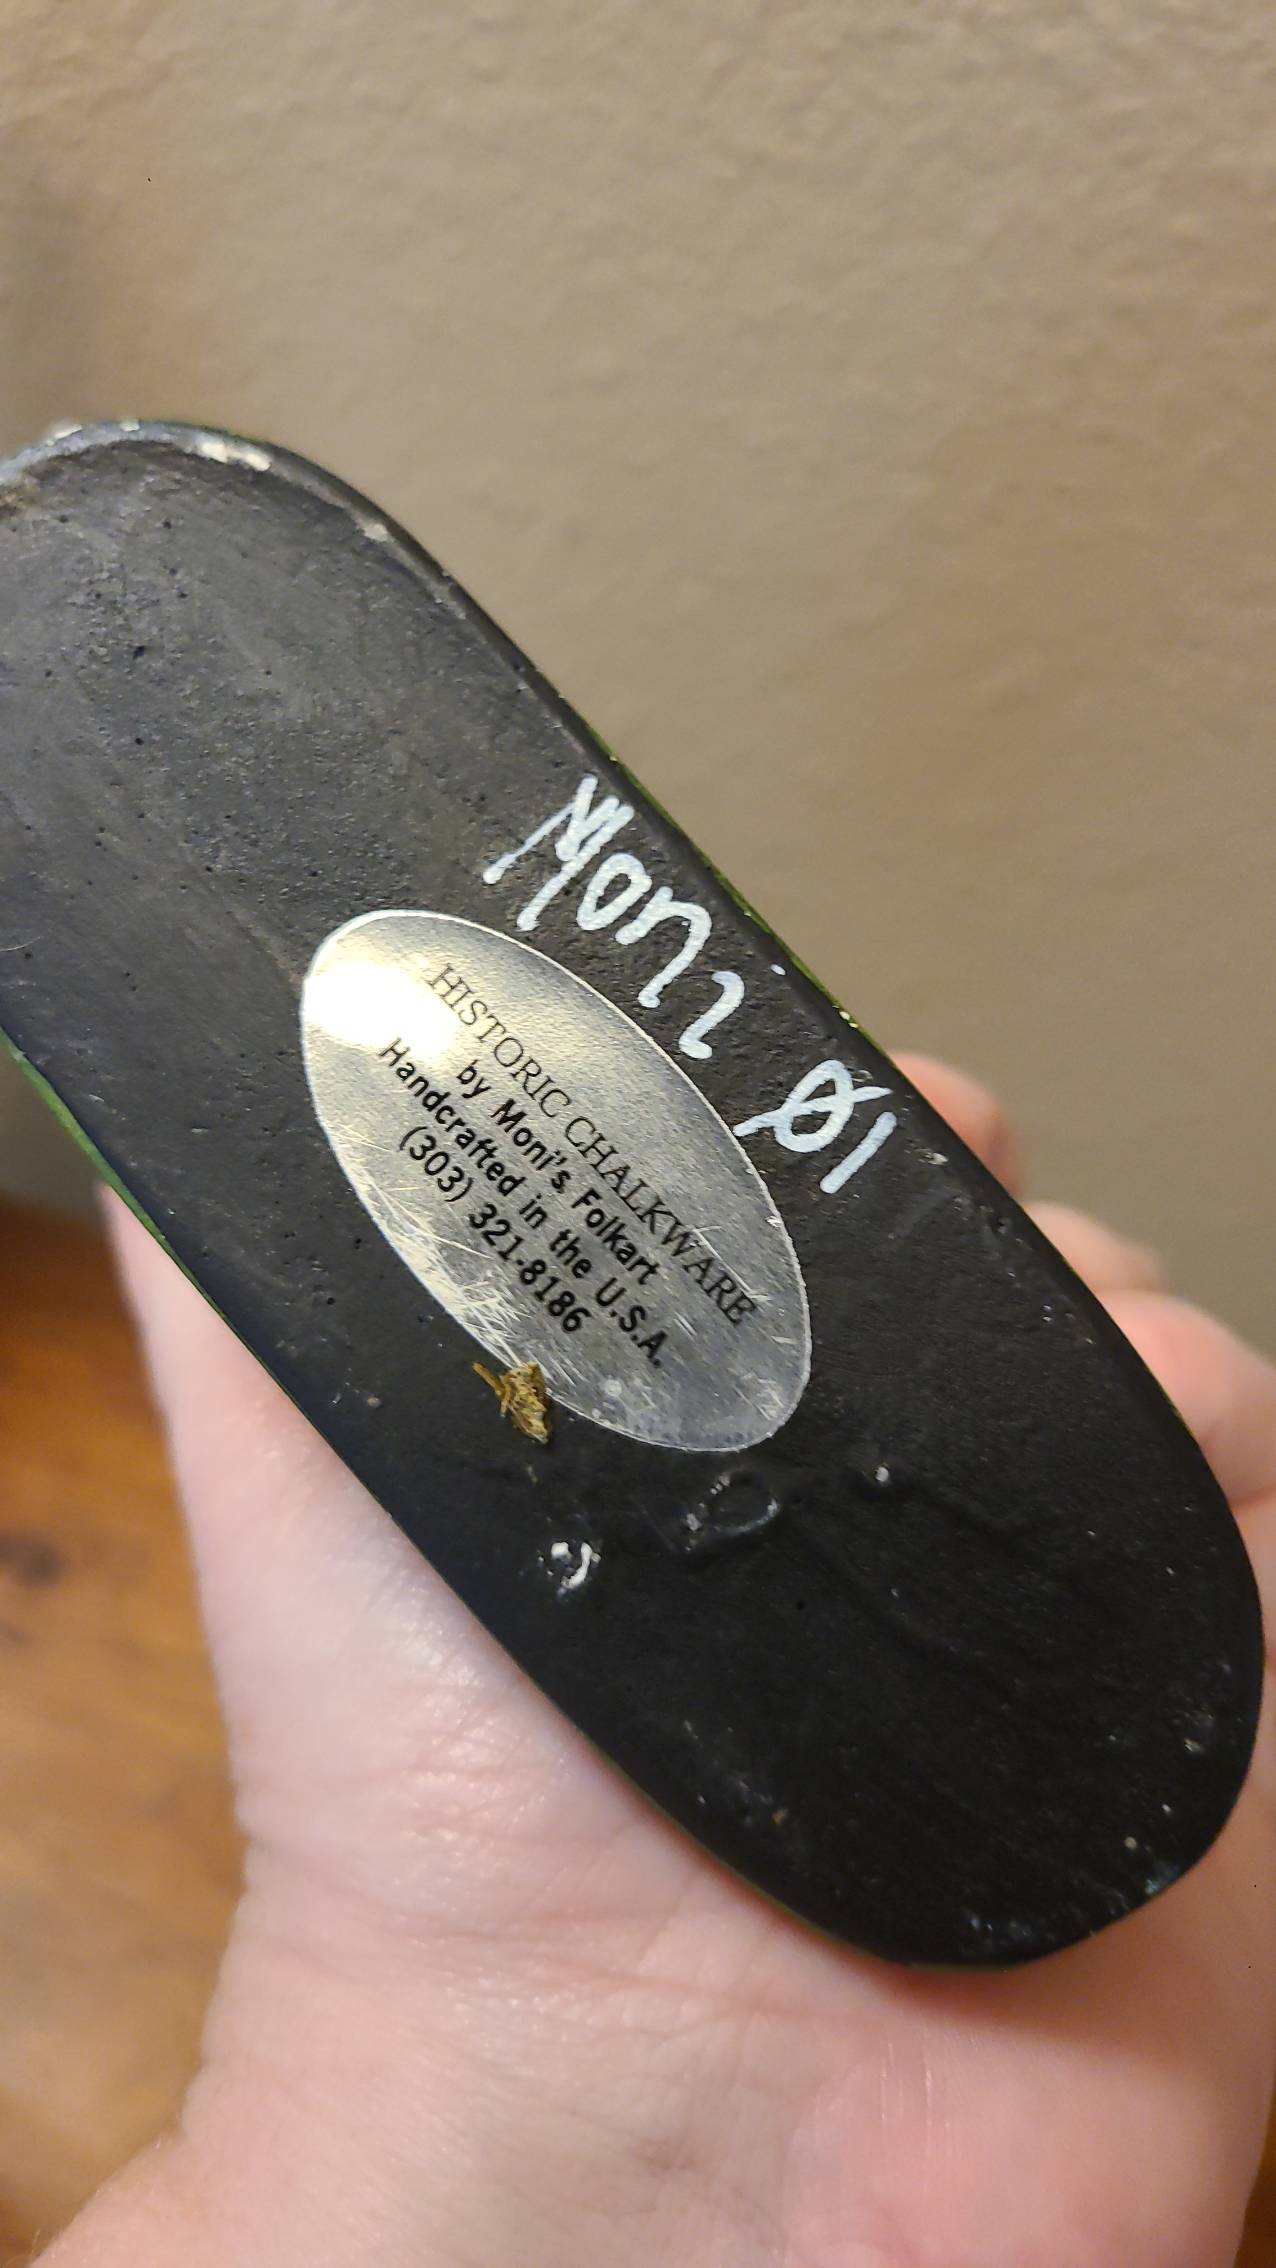 Moni Ø1
HISTORIC CHALKWARE
by Moni's Folkart
Handcrafted in the U.S.A.
(303) 321-8186